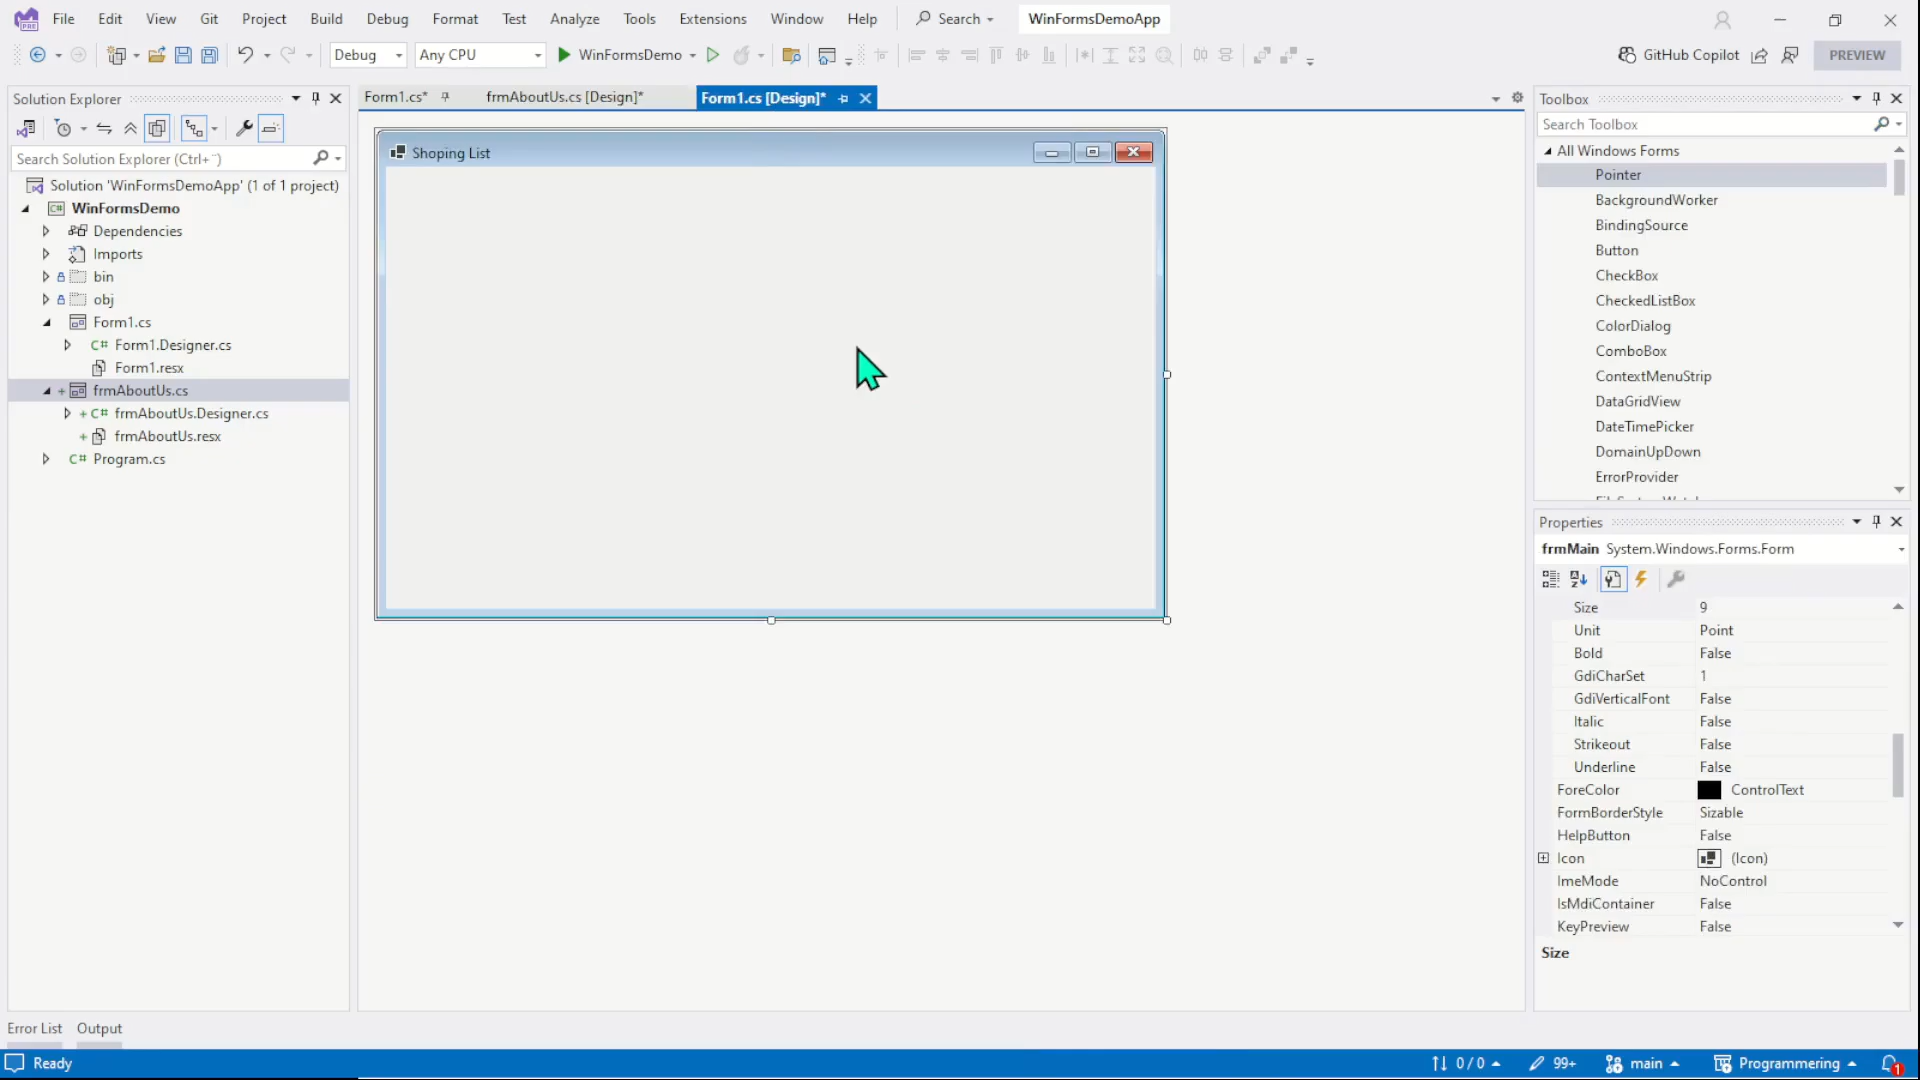 File Edit View Git Project Build Debug Format Test Analyze Tools Extensions Window Help Search WinFormsDemoApp
Debug Any CPU WinFormsDemo GitHub Copilot PREVIEW
Solution Explorer
Search Solution Explorer (Ctrl+¨)
Solution 'WinFormsDemoApp' (1 of 1 project)
C# WinFormsDemo
Dependencies
Imports
bin
obj
Form1.cs
C# Form1.Designer.cs
Form1.resx
+ frmAboutUs.cs
+ C# frmAboutUs.Designer.cs
+ frmAboutUs.resx
C# Program.cs
Form1.cs* frmAboutUs.cs [Design]* Form1.cs [Design]*
Shoping List
Toolbox
Search Toolbox
All Windows Forms
Pointer
BackgroundWorker
BindingSource
Button
CheckBox
CheckedListBox
ColorDialog
ComboBox
ContextMenuStrip
DataGridView
DateTimePicker
DomainUpDown
ErrorProvider
Properties
frmMain System.Windows.Forms.Form
Size 9
Unit Point
Bold False
GdiCharSet 1
GdiVerticalFont False
Italic False
Strikeout False
Underline False
ForeColor ControlText
FormBorderStyle Sizable
HelpButton False
Icon (Icon)
ImeMode NoControl
IsMdiContainer False
KeyPreview False
Size
Error List Output
Ready 0 / 0 99+ main Programmering 1